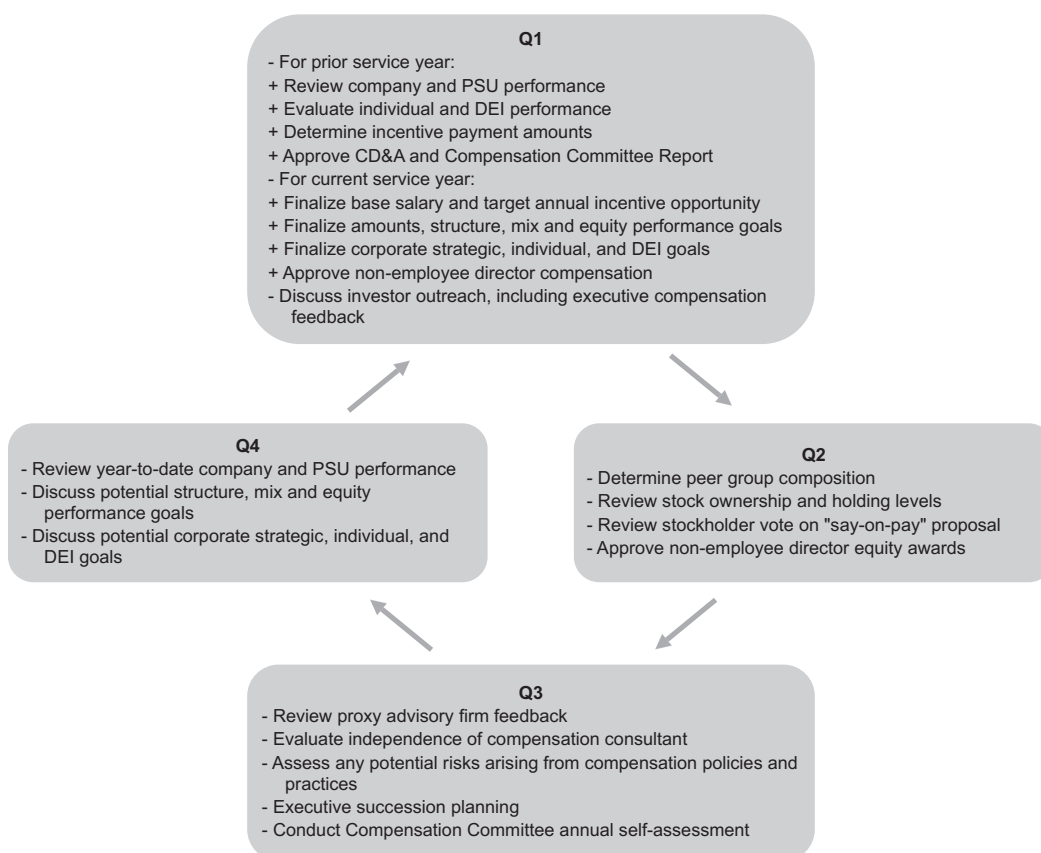 Q1
- For prior service year:
+ Review company and PSU performance
+ Evaluate individual and DEI performance
+ Determine incentive payment amounts
+ Approve CD&A and Compensation Committee Report
- For current service year:
+ Finalize base salary and target annual incentive opportunity
+ Finalize amounts, structure, mix and equity performance goals
+ Finalize corporate strategic, individual, and DEI goals
+ Approve non-employee director compensation
- Discuss investor outreach, including executive compensation
feedback
Q4
- Review year-to-date company and PSU performance
- Discuss potential structure, mix and equity
performance goals
- Discuss potential corporate strategic, individual, and
DEI goals
Q2
- Determine peer group composition
- Review stock ownership and holding levels
- Review stockholder vote on "say-on-pay" proposal
- Approve non-employee director equity awards
Q3
- Review proxy advisory firm feedback
- Evaluate independence of compensation consultant
- Assess any potential risks arising from compensation policies and
practices
- Executive succession planning
- Conduct Compensation Committee annual self-assessment